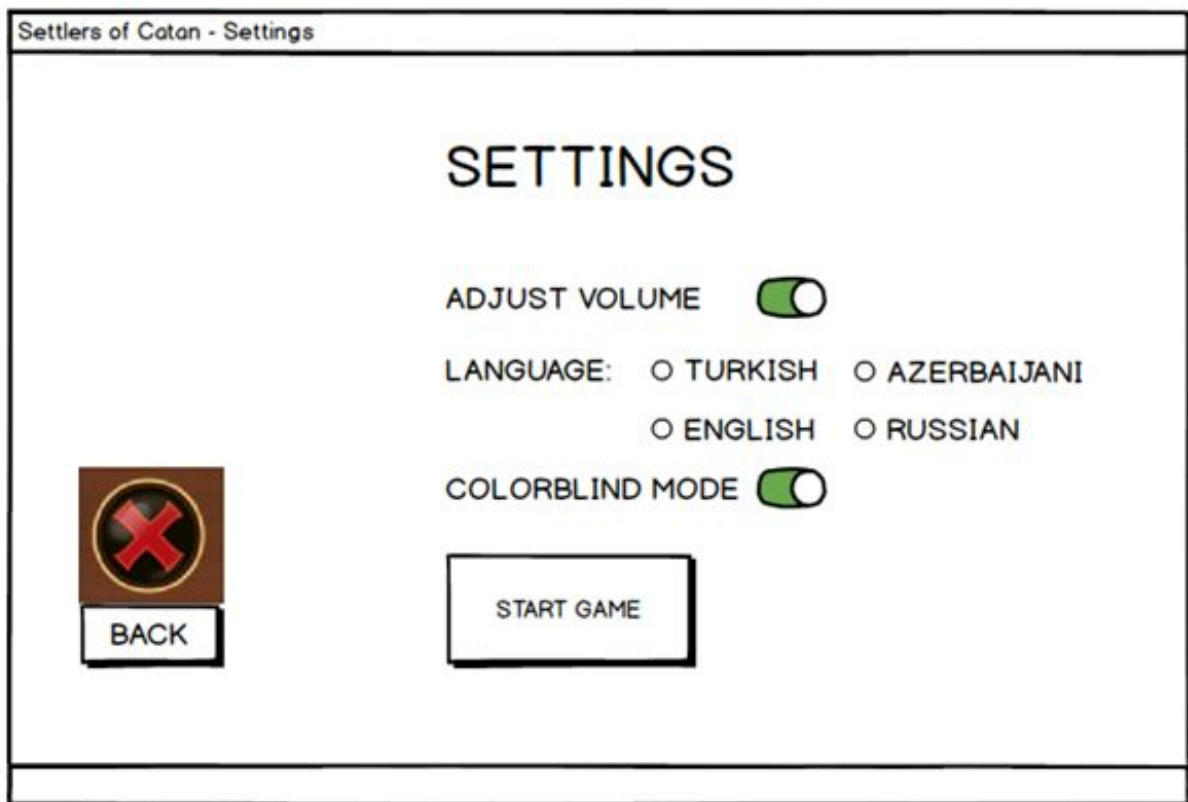 Settlers of Catan - Settings
SETTINGS
ADJUST VOLUME
LANGUAGE: TURKISH AZERBAIJANI
ENGLISH RUSSIAN
COLORBLIND MODE
START GAME
BACK